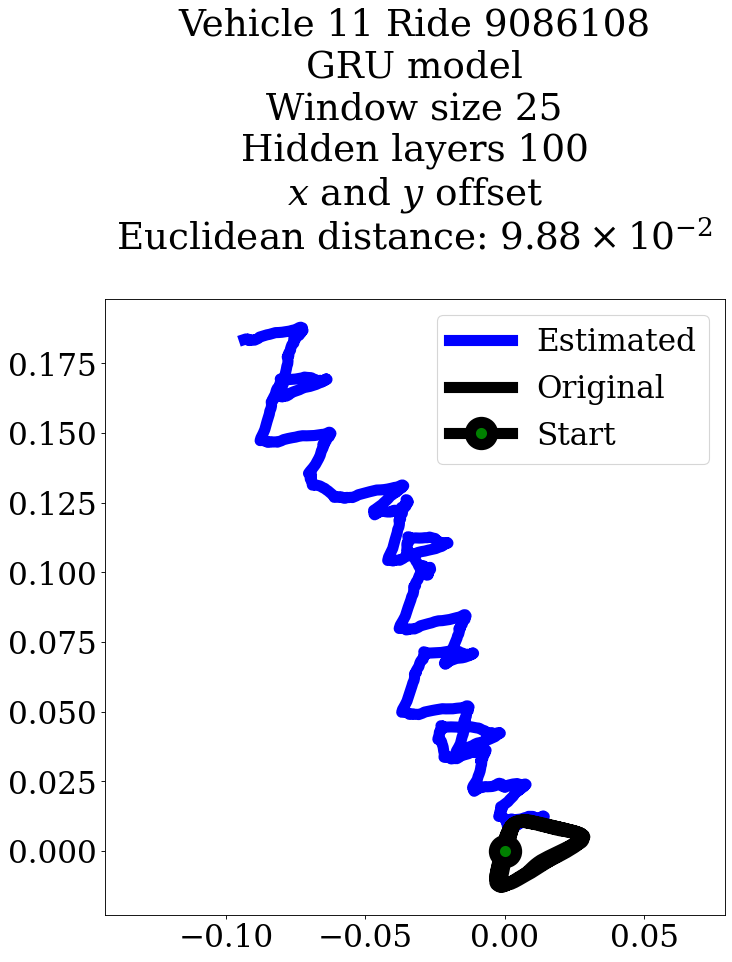 Vehicle 11 Ride 9086108
GRU model
Window size 25
Hidden layers 100
x and y offset
Euclidean distance: 9.88 × 10⁻²
Estimated
Original
Start
0.175
0.150
0.125
0.100
0.075
0.050
0.025
0.000
−0.10 −0.05 0.00 0.05